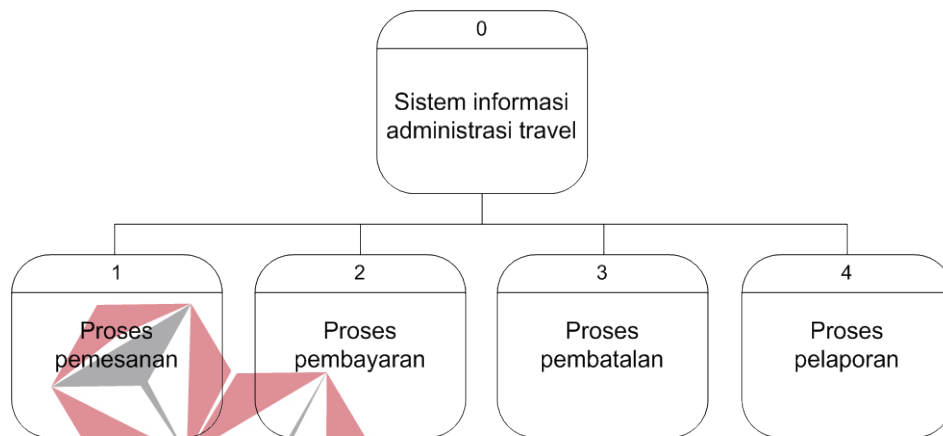 0
Sistem informasi
administrasi travel
1
Proses
pemesanan
2
Proses
pembayaran
3
Proses
pembatalan
4
Proses
pelaporan